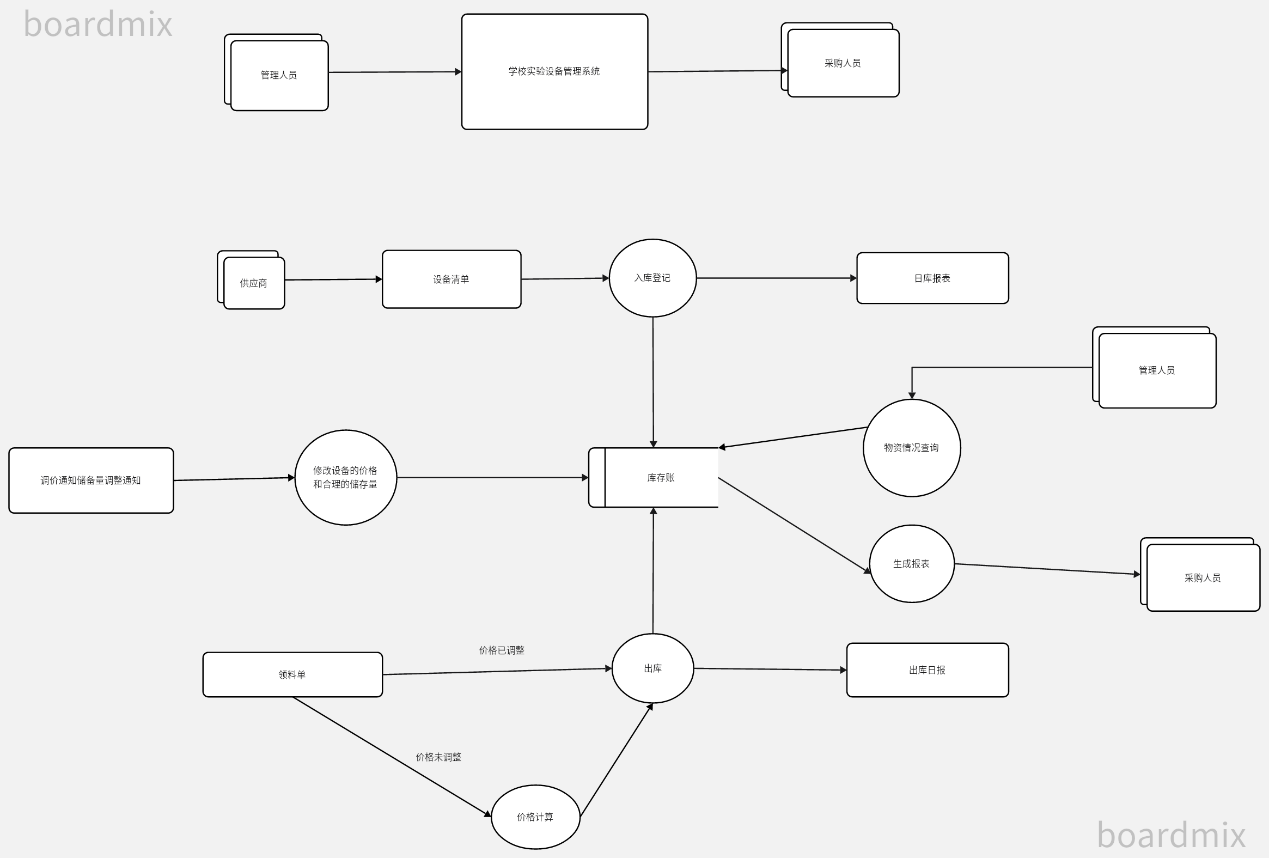 boardmix
管理人员
学校实验设备管理系统
采购人员
供应商
设备清单
入库登记
日库报表
管理人员
物资情况查询
调价通知储备量调整通知
修改设备的价格
和合理的储存量
库存账
生成报表
采购人员
领料单
价格已调整
出库
出库日报
价格未调整
价格计算
boardmix